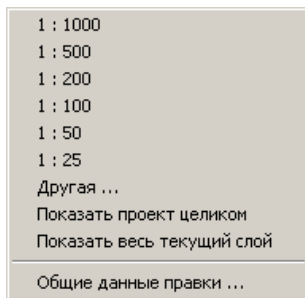 1 : 1000
1 : 500
1 : 200
1 : 100
1 : 50
1 : 25
Другая ...
Показать проект целиком
Показать весь текущий слой
Общие данные правки ...